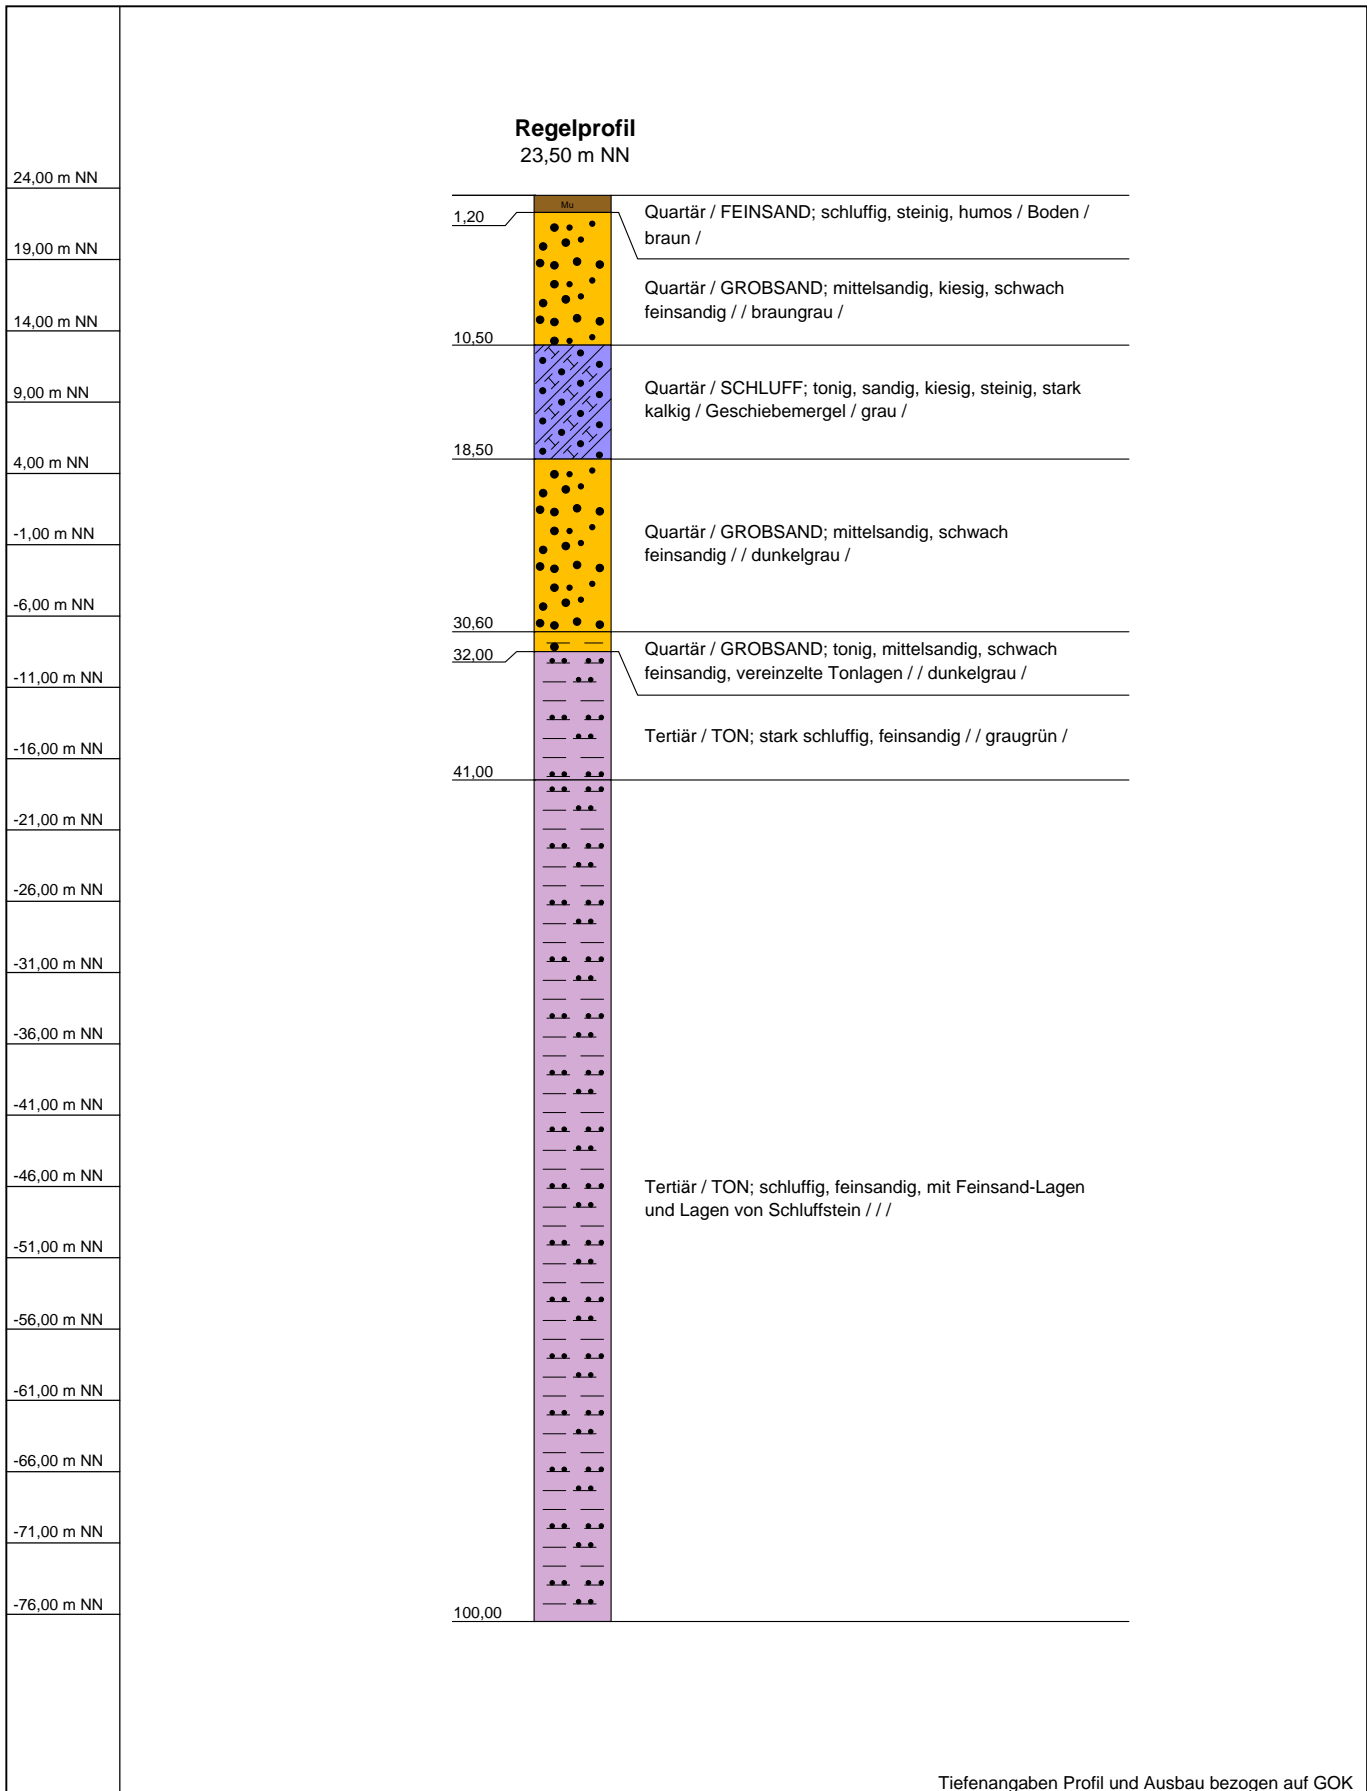 Regelprofil
23,50 m NN
24,00 m NN
Mu
1,20
Quartär / FEINSAND; schluffig, steinig, humos / Boden /
braun /
19,00 m NN
Quartär / GROBSAND; mittelsandig, kiesig, schwach
feinsandig / / braungrau /
14,00 m NN
10,50
9,00 m NN
Quartär / SCHLUFF; tonig, sandig, kiesig, steinig, stark
kalkig / Geschiebemergel / grau /
18,50
4,00 m NN
-1,00 m NN
Quartär / GROBSAND; mittelsandig, schwach
feinsandig / / dunkelgrau /
-6,00 m NN
30,60
32,00
Quartär / GROBSAND; tonig, mittelsandig, schwach
feinsandig, vereinzelte Tonlagen / / dunkelgrau /
-11,00 m NN
Tertiär / TON; stark schluffig, feinsandig / / graugrün /
-16,00 m NN
41,00
-21,00 m NN
-26,00 m NN
-31,00 m NN
-36,00 m NN
-41,00 m NN
-46,00 m NN
Tertiär / TON; schluffig, feinsandig, mit Feinsand-Lagen
und Lagen von Schluffstein / / /
-51,00 m NN
-56,00 m NN
-61,00 m NN
-66,00 m NN
-71,00 m NN
-76,00 m NN
100,00
Tiefenangaben Profil und Ausbau bezogen auf GOK